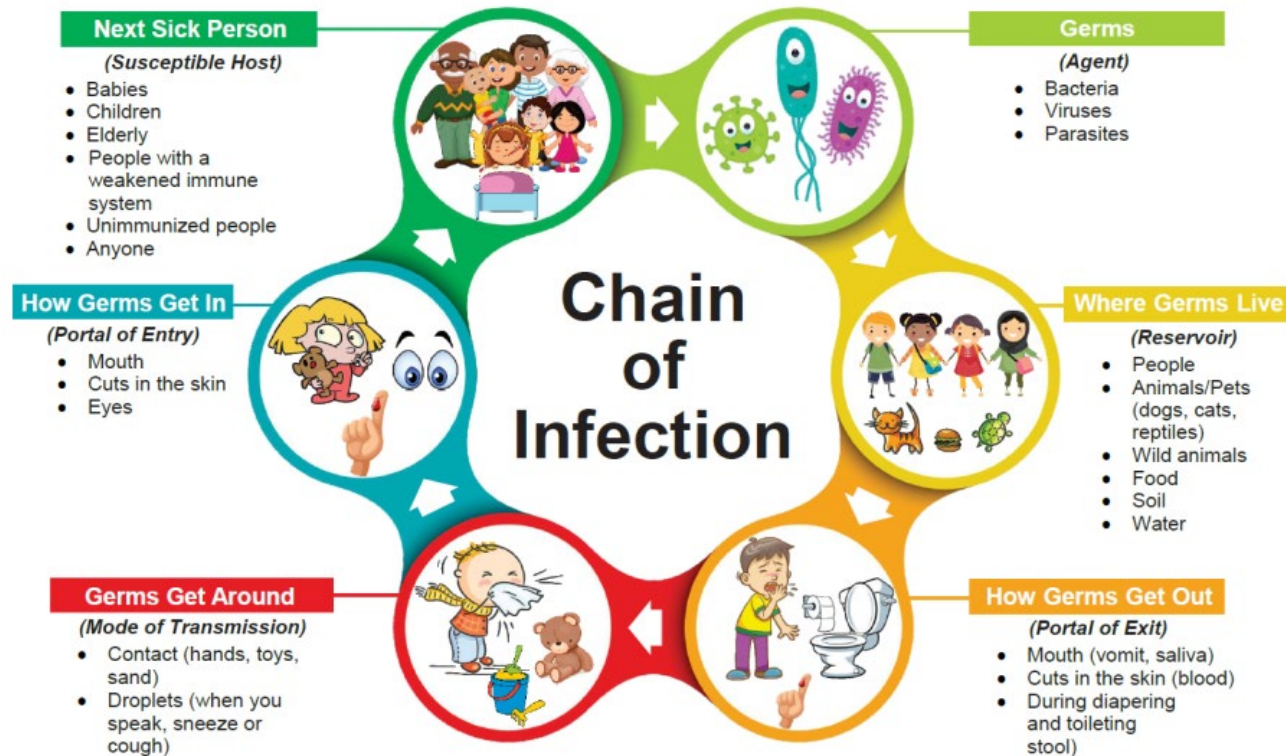 Next Sick Person
(Susceptible Host)
• Babies
• Children
• Elderly
• People with a
weakened immune
system
• Unimmunized people
• Anyone
Germs
(Agent)
• Bacteria
• Viruses
• Parasites
How Germs Get In
(Portal of Entry)
• Mouth
• Cuts in the skin
• Eyes
Chain
of
Infection
Where Germs Live
(Reservoir)
• People
• Animals/Pets
(dogs, cats,
reptiles)
• Wild animals
• Food
• Soil
• Water
Germs Get Around
(Mode of Transmission)
• Contact (hands, toys,
sand)
• Droplets (when you
speak, sneeze or
cough)
How Germs Get Out
(Portal of Exit)
• Mouth (vomit, saliva)
• Cuts in the skin (blood)
• During diapering
and toileting
stool)